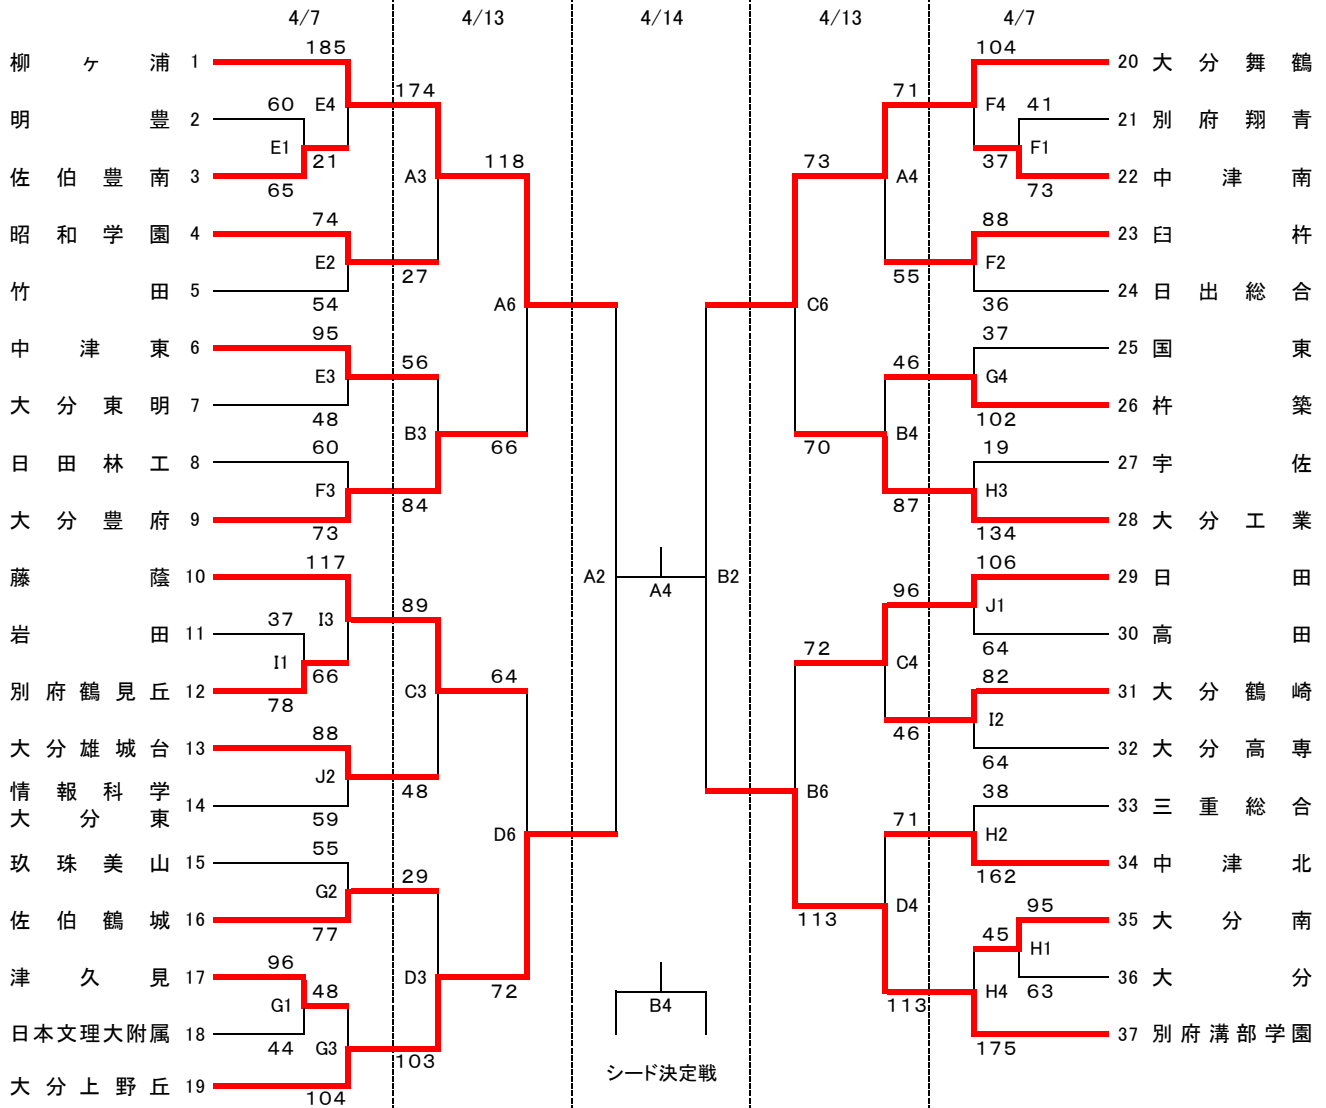 4/7 4/13 4/14 4/13 4/7
柳ヶ浦 1 185
明豊 2 60
E1
E4
佐伯豊南 3 65
21
174
昭和学園 4 74
E2
竹田 5 54
27
A3
118
中津東 6 95
E3
大分東明 7 48
56
日田林工 8 60
F3
大分豊府 9 73
84
B3
66
A6
藤蔭 10 117
岩田 11 37
I1
I3
別府鶴見丘 12 78
66
89
大分雄城台 13 88
J2
情報科学
大分東 14 59
48
C3
64
玖珠美山 15 55
G2
佐伯鶴城 16 77
29
津久見 17 96
G1
48
日本文理大附属 18 44
G3
大分上野丘 19 104
103
D3
72
D6
A2
A4
B2
B4
シード決定戦
104 20 大分舞鶴
F4
41 21 別府翔青
F1
37
73 22 中津南
71
88 23 臼杵
F2
36 24 日出総合
55
A4
73
37 25 国東
G4
102 26 杵築
46
19 27 宇佐
H3
134 28 大分工業
87
B4
70
C6
106 29 日田
J1
64 30 高田
96
82 31 大分鶴崎
I2
64 32 大分高専
46
C4
72
38 33 三重総合
H2
162 34 中津北
71
95 35 大分南
H1
45
63 36 大分
H4
175 37 別府溝部学園
113
D4
113
B6